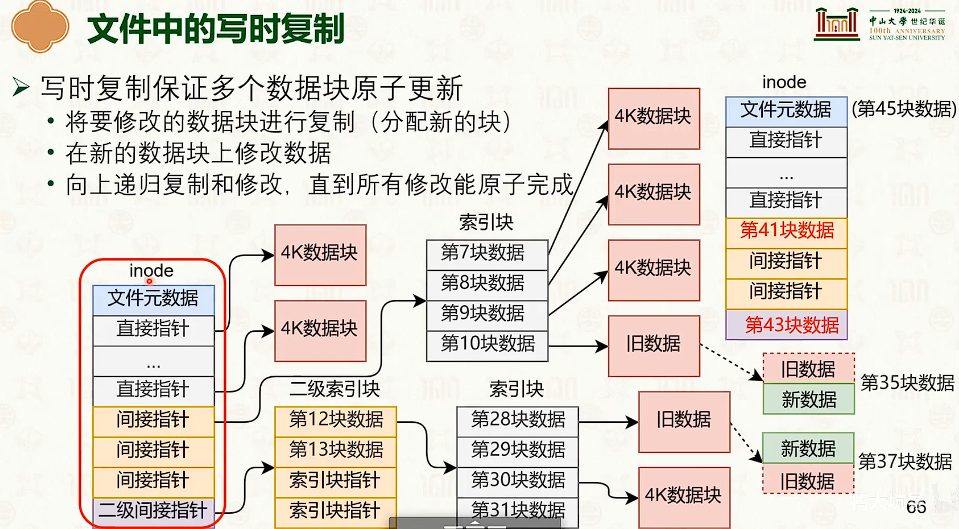 文件中的写时复制
1924-2024
中山大学 世纪华诞
100th ANNIVERSARY
SUN YAT-SEN UNIVERSITY
写时复制保证多个数据块原子更新
将要修改的数据块进行复制（分配新的块）
在新的数据块上修改数据
向上递归复制和修改，直到所有修改能原子完成
inode
文件元数据
直接指针
...
直接指针
间接指针
间接指针
间接指针
二级间接指针
4K数据块
4K数据块
二级索引块
第12块数据
第13块数据
索引块指针
索引块指针
索引块
第7块数据
第8块数据
第9块数据
第10块数据
索引块
第28块数据
第29块数据
第30块数据
第31块数据
4K数据块
4K数据块
4K数据块
旧数据
旧数据
4K数据块
inode
文件元数据
(第45块数据)
直接指针
...
直接指针
第41块数据
间接指针
间接指针
第43块数据
旧数据
新数据
第35块数据
新数据
旧数据
第37块数据
66